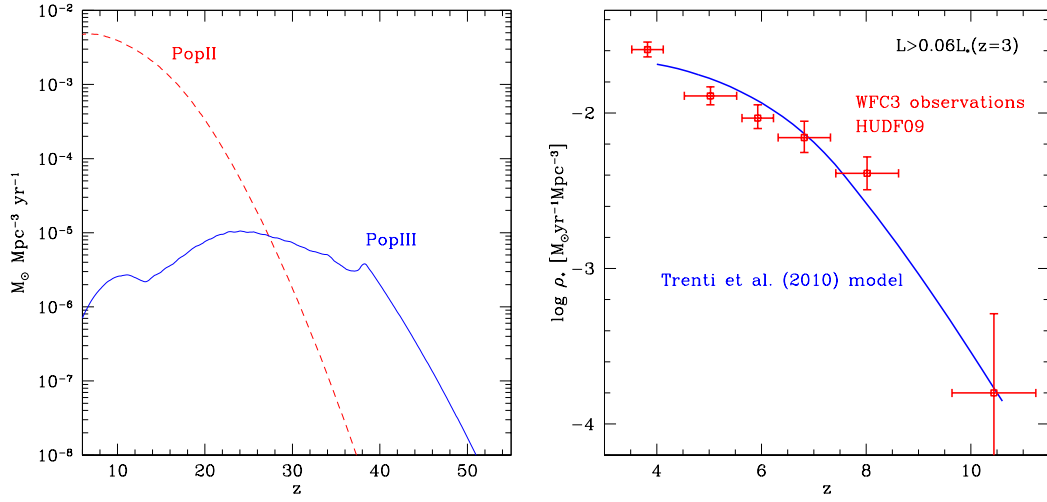 10⁻²
10⁻³
10⁻⁴
10⁻⁵
10⁻⁶
10⁻⁷
10⁻⁸
M⊙ Mpc⁻³ yr⁻¹
PopII
PopIII
10
20
30
40
50
z
-2
-3
-4
log ρ* [M⊙yr⁻¹Mpc⁻³]
L>0.06L*(z=3)
WFC3 observations
HUDF09
Trenti et al. (2010) model
4
6
8
10
z